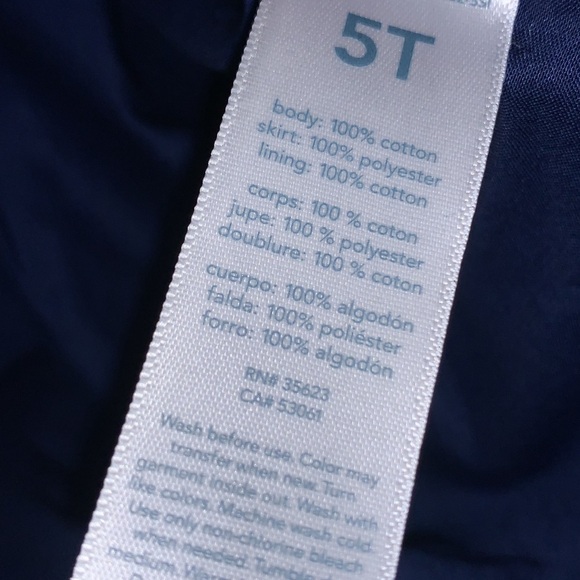 5T
body: 100% cotton
skirt: 100% polyester
lining: 100% cotton
corps: 100 % coton
jupe: 100 % polyester
doublure: 100 % coton
cuerpo: 100% algodón
falda: 100% poliéster
forro: 100% algodón
RN# 35623
CA# 53061
Wash before use. Color may
transfer when new. Turn
garment inside out. Wash with
like colors. Machine wash cold.
Use only non-chlorine bleach
when needed. Tumble
medium.